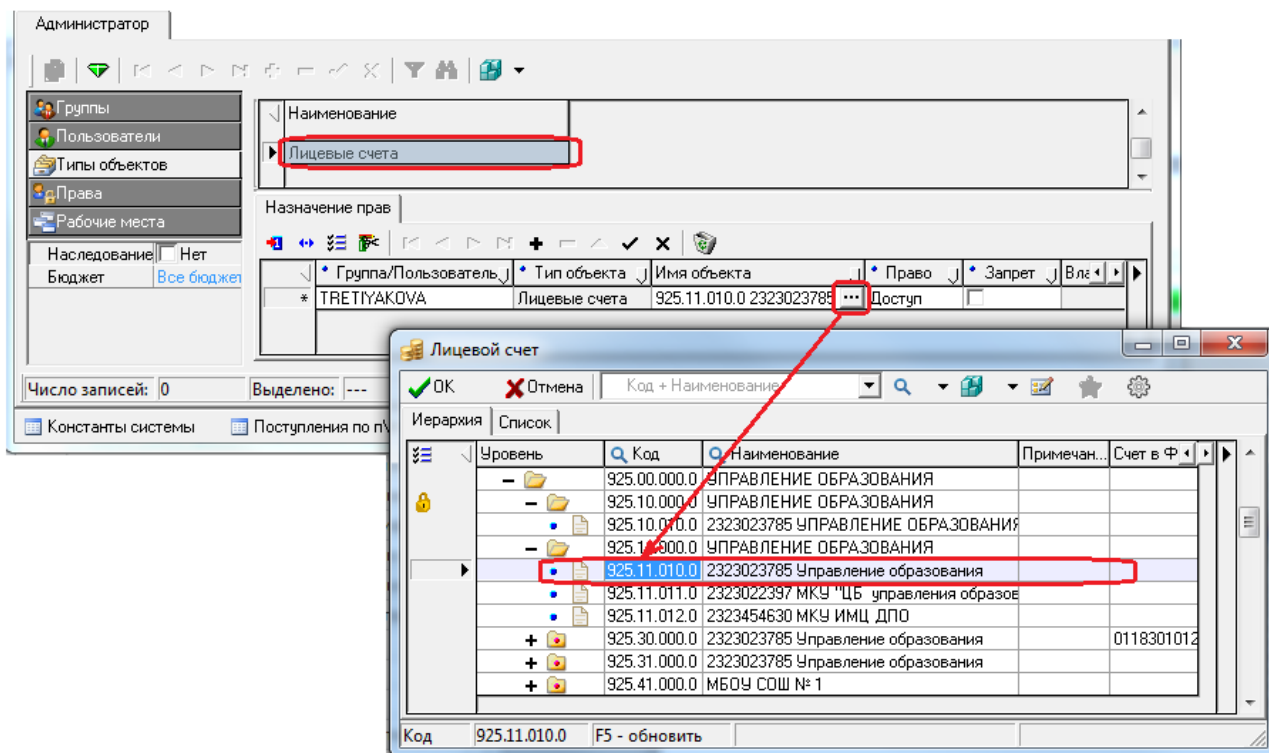 Администратор
Группы
Пользователи
Типы объектов
Права
Рабочие места
Наследование Нет
Бюджет Все бюджет
Наименование
Лицевые счета
Назначение прав
Группа/Пользователь Тип объекта Имя объекта Право Запрет Вла
* TRETIYAKOVA Лицевые счета 925.11.010.0 2323023785 ... Доступ
Число записей: 0 Выделено: ---
Константы системы Поступления по п\
Лицевой счет
OK Отмена Код + Наименование
Иерархия Список
Уровень Код Наименование Примечан... Счет в Ф
925.00.000.0 УПРАВЛЕНИЕ ОБРАЗОВАНИЯ
925.10.000.0 УПРАВЛЕНИЕ ОБРАЗОВАНИЯ
925.10.010.0 2323023785 УПРАВЛЕНИЕ ОБРАЗОВАНИЯ
925.11.000.0 УПРАВЛЕНИЕ ОБРАЗОВАНИЯ
925.11.010.0 2323023785 Управление образования
925.11.011.0 2323022397 МКУ "ЦБ управления образов
925.11.012.0 2323454630 МКУ ИМЦ ДПО
925.30.000.0 2323023785 Управление образования 0118301012
925.31.000.0 2323023785 Управление образования
925.41.000.0 МБОУ СОШ № 1
Код 925.11.010.0 F5 - обновить